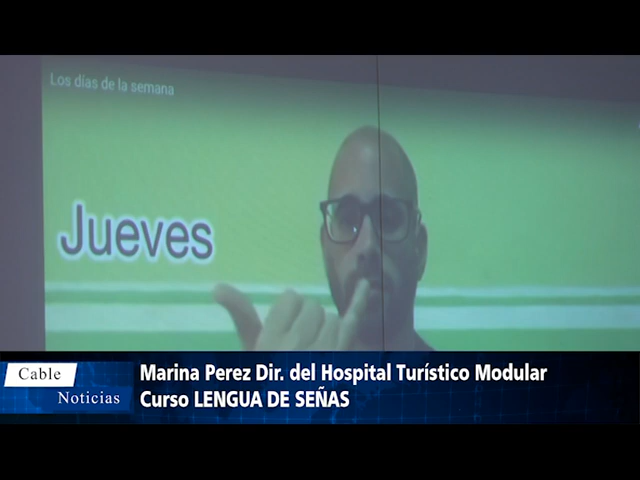 Los días de la semana
Jueves
Cable
Noticias
Marina Perez Dir. del Hospital Turístico Modular
Curso LENGUA DE SEÑAS